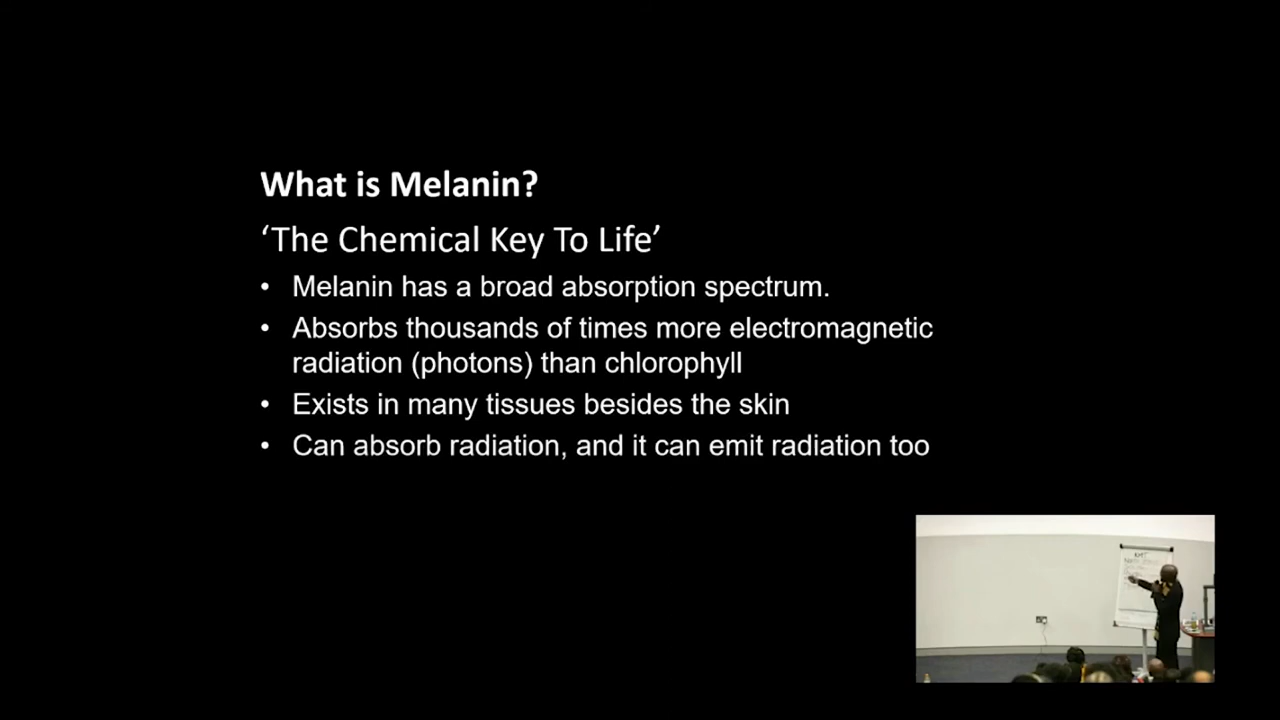 What is Melanin?
‘The Chemical Key To Life’
• Melanin has a broad absorption spectrum.
• Absorbs thousands of times more electromagnetic
radiation (photons) than chlorophyll
• Exists in many tissues besides the skin
• Can absorb radiation, and it can emit radiation too